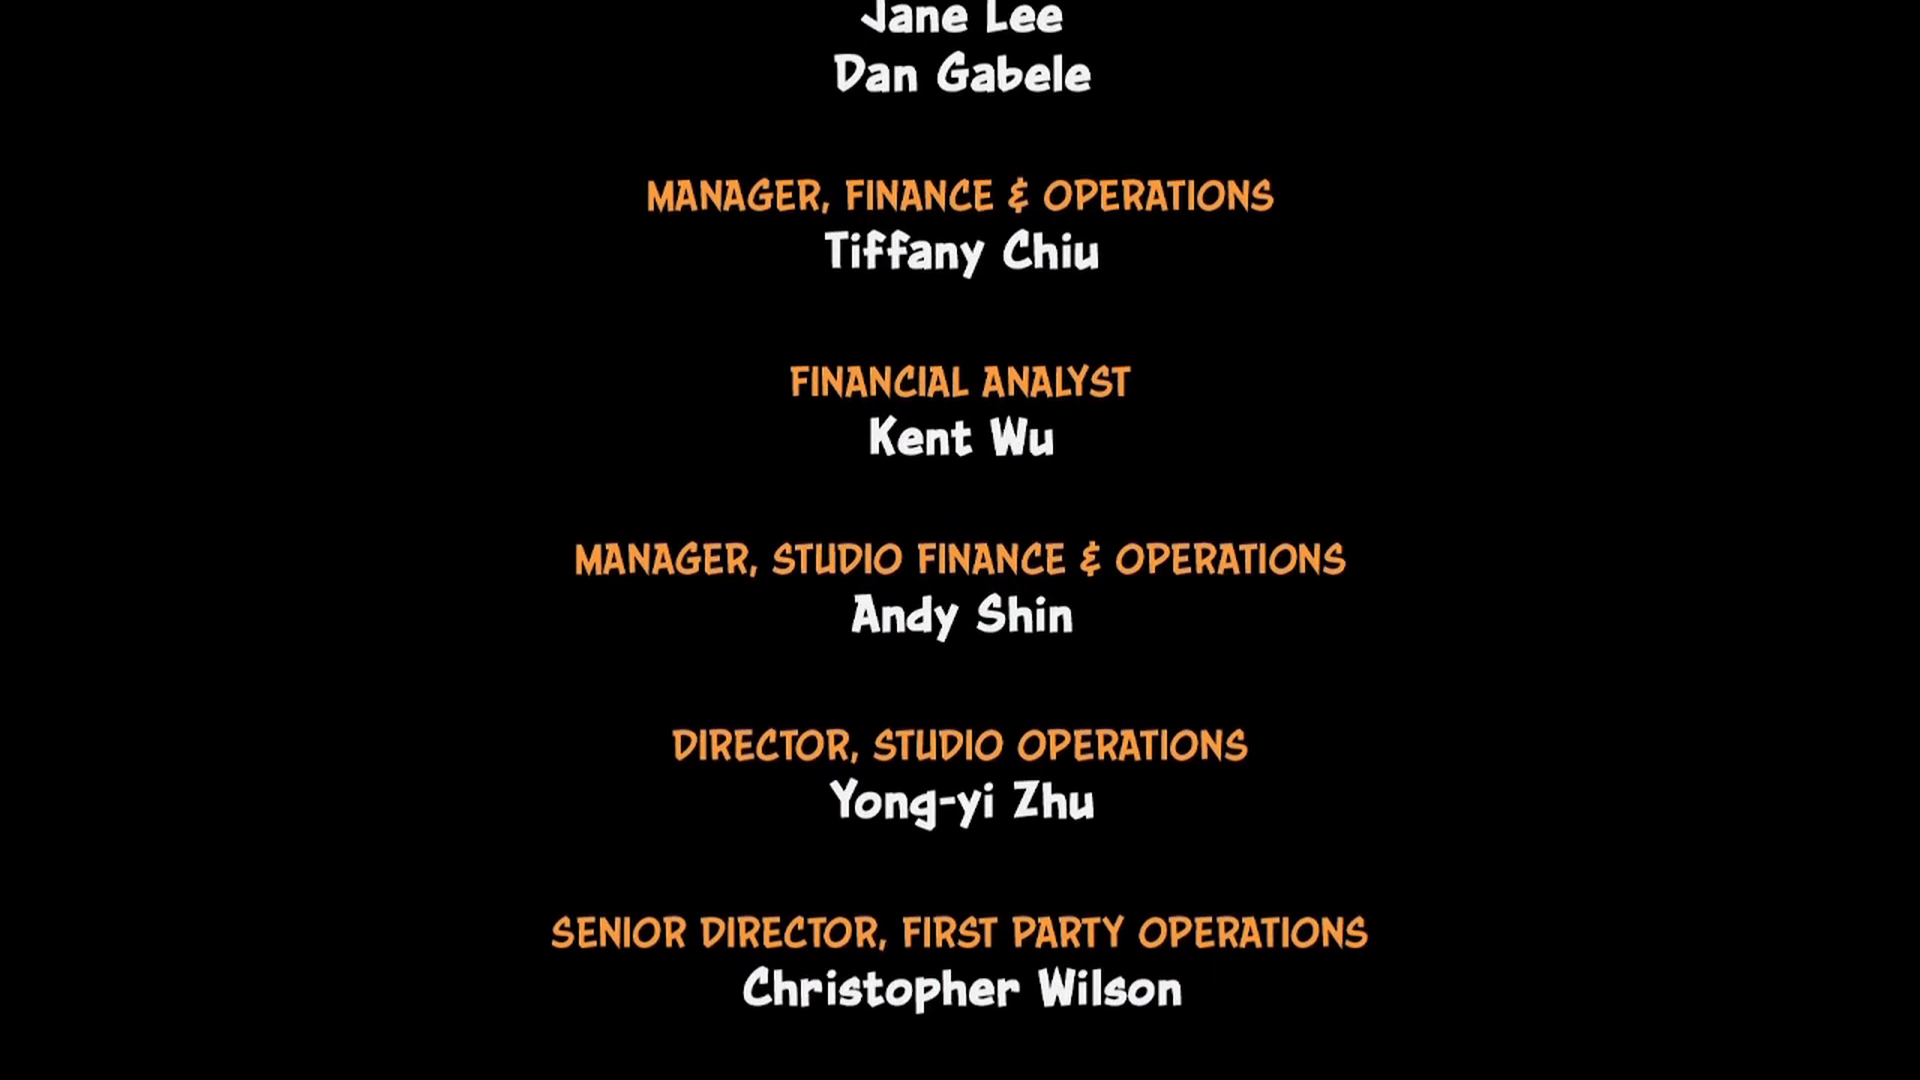 Jane Lee
Dan Gabele
MANAGER, FINANCE & OPERATIONS
Tiffany Chiu
FINANCIAL ANALYST
Kent Wu
MANAGER, STUDIO FINANCE & OPERATIONS
Andy Shin
DIRECTOR, STUDIO OPERATIONS
Yong-yi Zhu
SENIOR DIRECTOR, FIRST PARTY OPERATIONS
Christopher Wilson